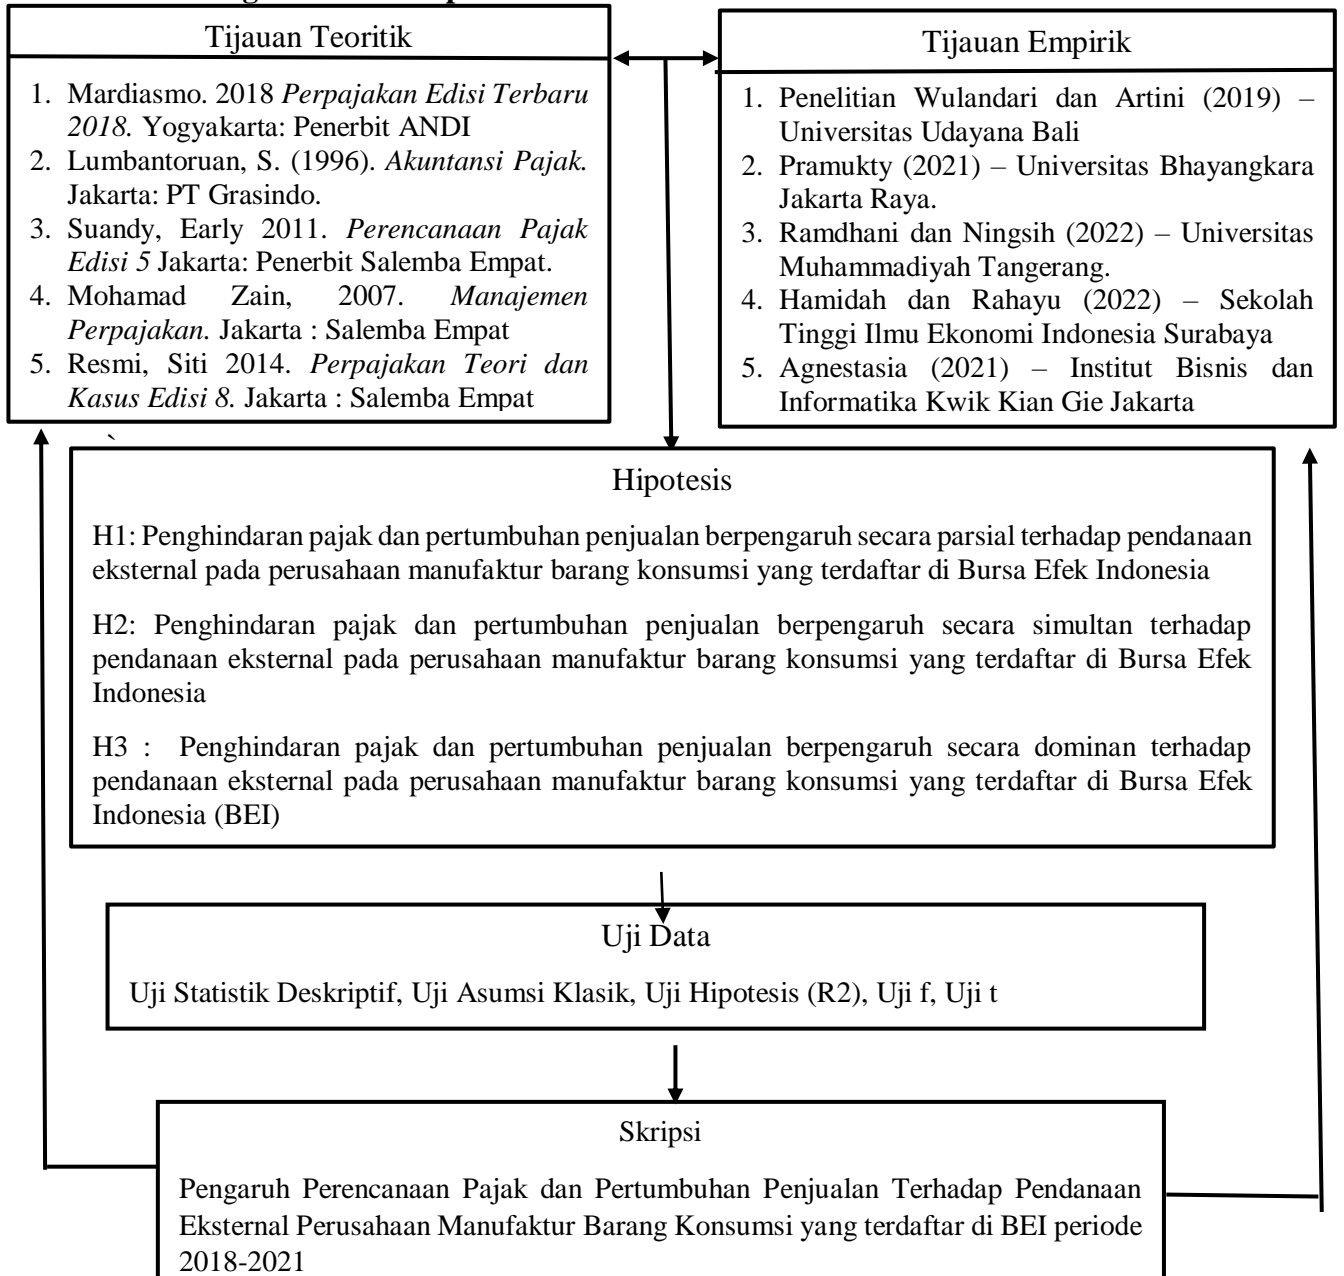 Tijauan Teoritik
1. Mardiasmo. 2018 Perpajakan Edisi Terbaru
2018. Yogyakarta: Penerbit ANDI
2. Lumbantoruan, S. (1996). Akuntansi Pajak.
Jakarta: PT Grasindo.
3. Suandy, Early 2011. Perencanaan Pajak
Edisi 5 Jakarta: Penerbit Salemba Empat.
4. Mohamad Zain, 2007. Manajemen
Perpajakan. Jakarta : Salemba Empat
5. Resmi, Siti 2014. Perpajakan Teori dan
Kasus Edisi 8. Jakarta : Salemba Empat
Tijauan Empirik
1. Penelitian Wulandari dan Artini (2019) –
Universitas Udayana Bali
2. Pramukty (2021) – Universitas Bhayangkara
Jakarta Raya.
3. Ramdhani dan Ningsih (2022) – Universitas
Muhammadiyah Tangerang.
4. Hamidah dan Rahayu (2022) – Sekolah
Tinggi Ilmu Ekonomi Indonesia Surabaya
5. Agnestasia (2021) – Institut Bisnis dan
Informatika Kwik Kian Gie Jakarta
`
Hipotesis
H1: Penghindaran pajak dan pertumbuhan penjualan berpengaruh secara parsial terhadap pendanaan
eksternal pada perusahaan manufaktur barang konsumsi yang terdaftar di Bursa Efek Indonesia
H2: Penghindaran pajak dan pertumbuhan penjualan berpengaruh secara simultan terhadap
pendanaan eksternal pada perusahaan manufaktur barang konsumsi yang terdaftar di Bursa Efek
Indonesia
H3 : Penghindaran pajak dan pertumbuhan penjualan berpengaruh secara dominan terhadap
pendanaan eksternal pada perusahaan manufaktur barang konsumsi yang terdaftar di Bursa Efek
Indonesia (BEI)
Uji Data
Uji Statistik Deskriptif, Uji Asumsi Klasik, Uji Hipotesis (R2), Uji f, Uji t
Skripsi
Pengaruh Perencanaan Pajak dan Pertumbuhan Penjualan Terhadap Pendanaan
Eksternal Perusahaan Manufaktur Barang Konsumsi yang terdaftar di BEI periode
2018-2021